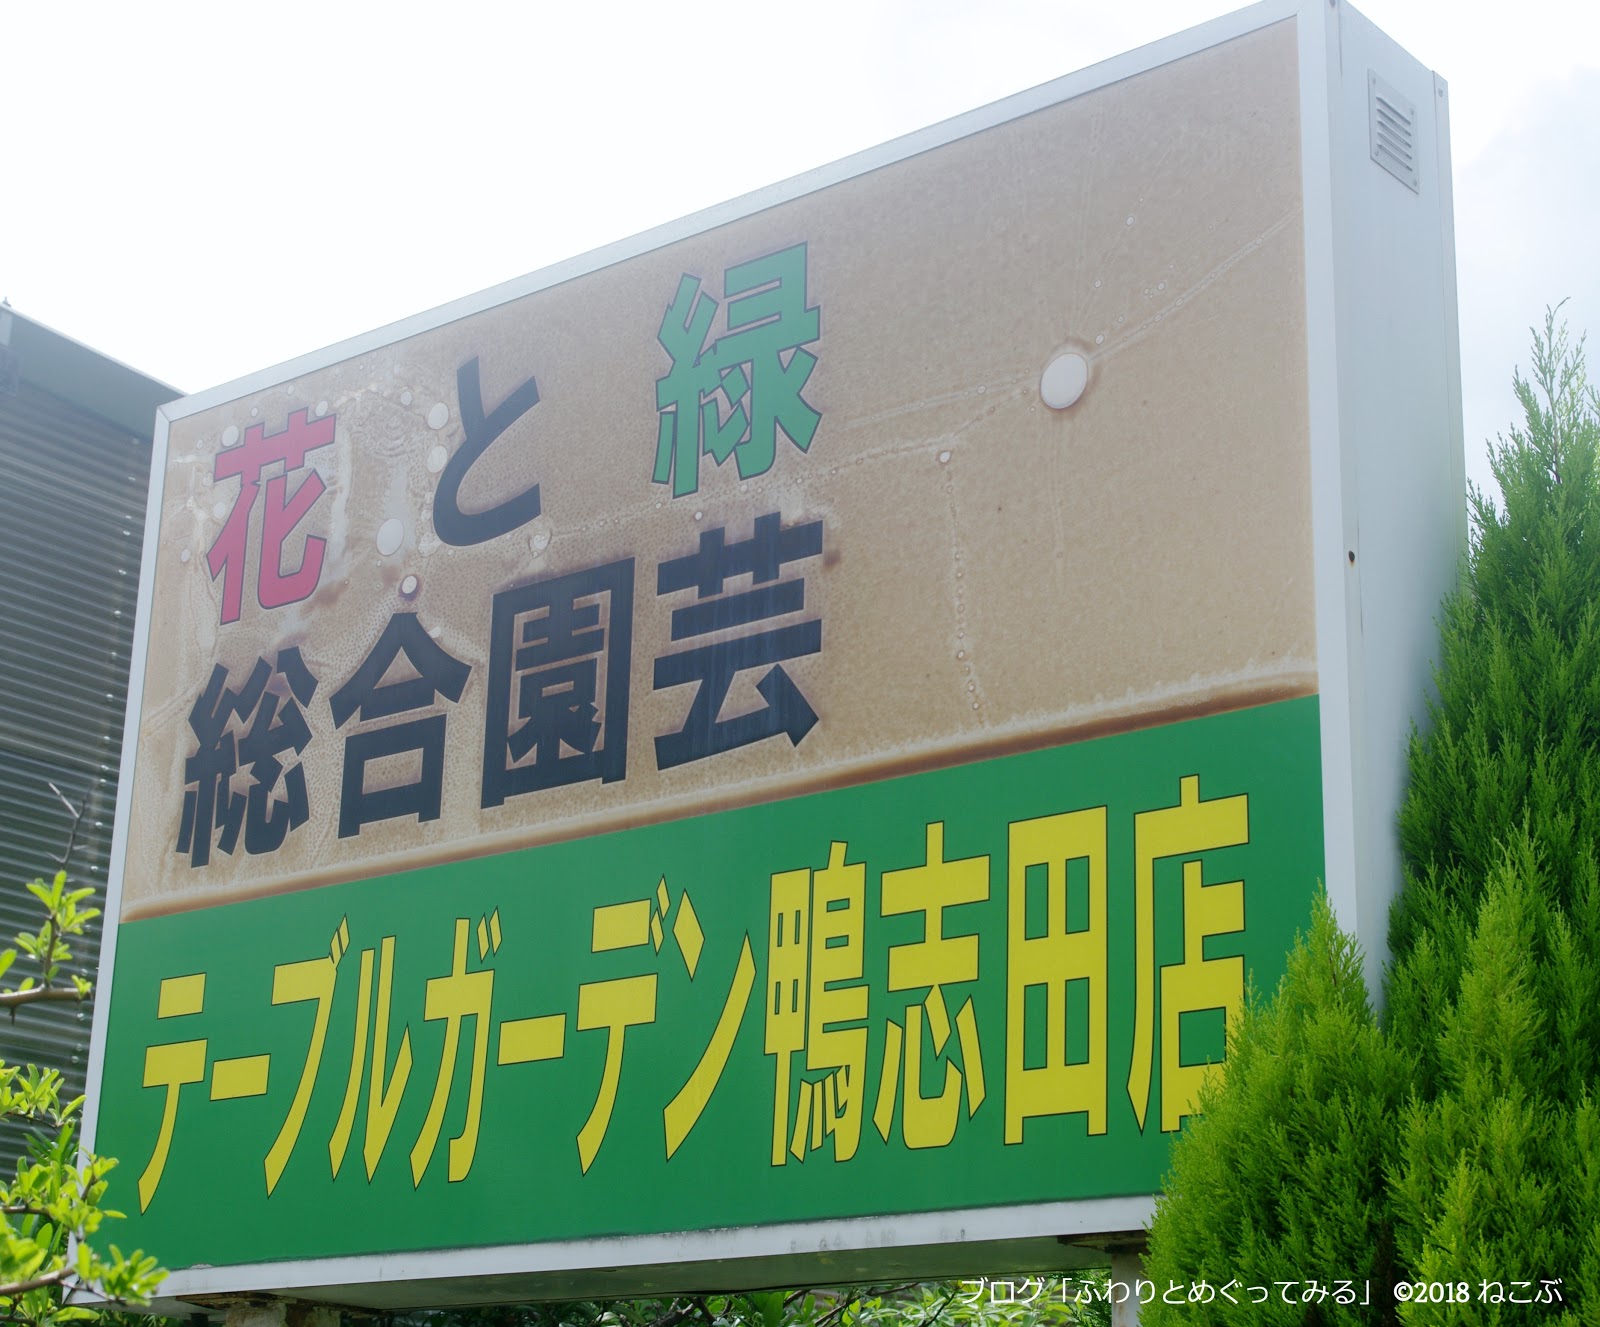 花と緑
総合園芸
テーブルガーデン鴨志田店
ブログ「ふわりとめぐってみる」 ©2018 ねこぶ